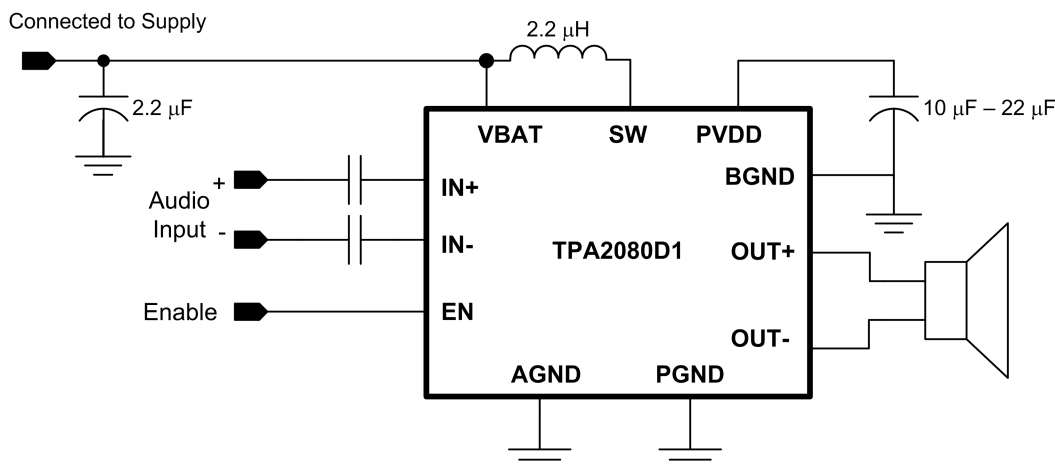 Connected to Supply
2.2 μH
2.2 μF
10 μF – 22 μF
VBAT
SW
PVDD
BGND
+
Audio
Input
-
IN+
IN-
TPA2080D1
OUT+
Enable
EN
OUT-
AGND
PGND